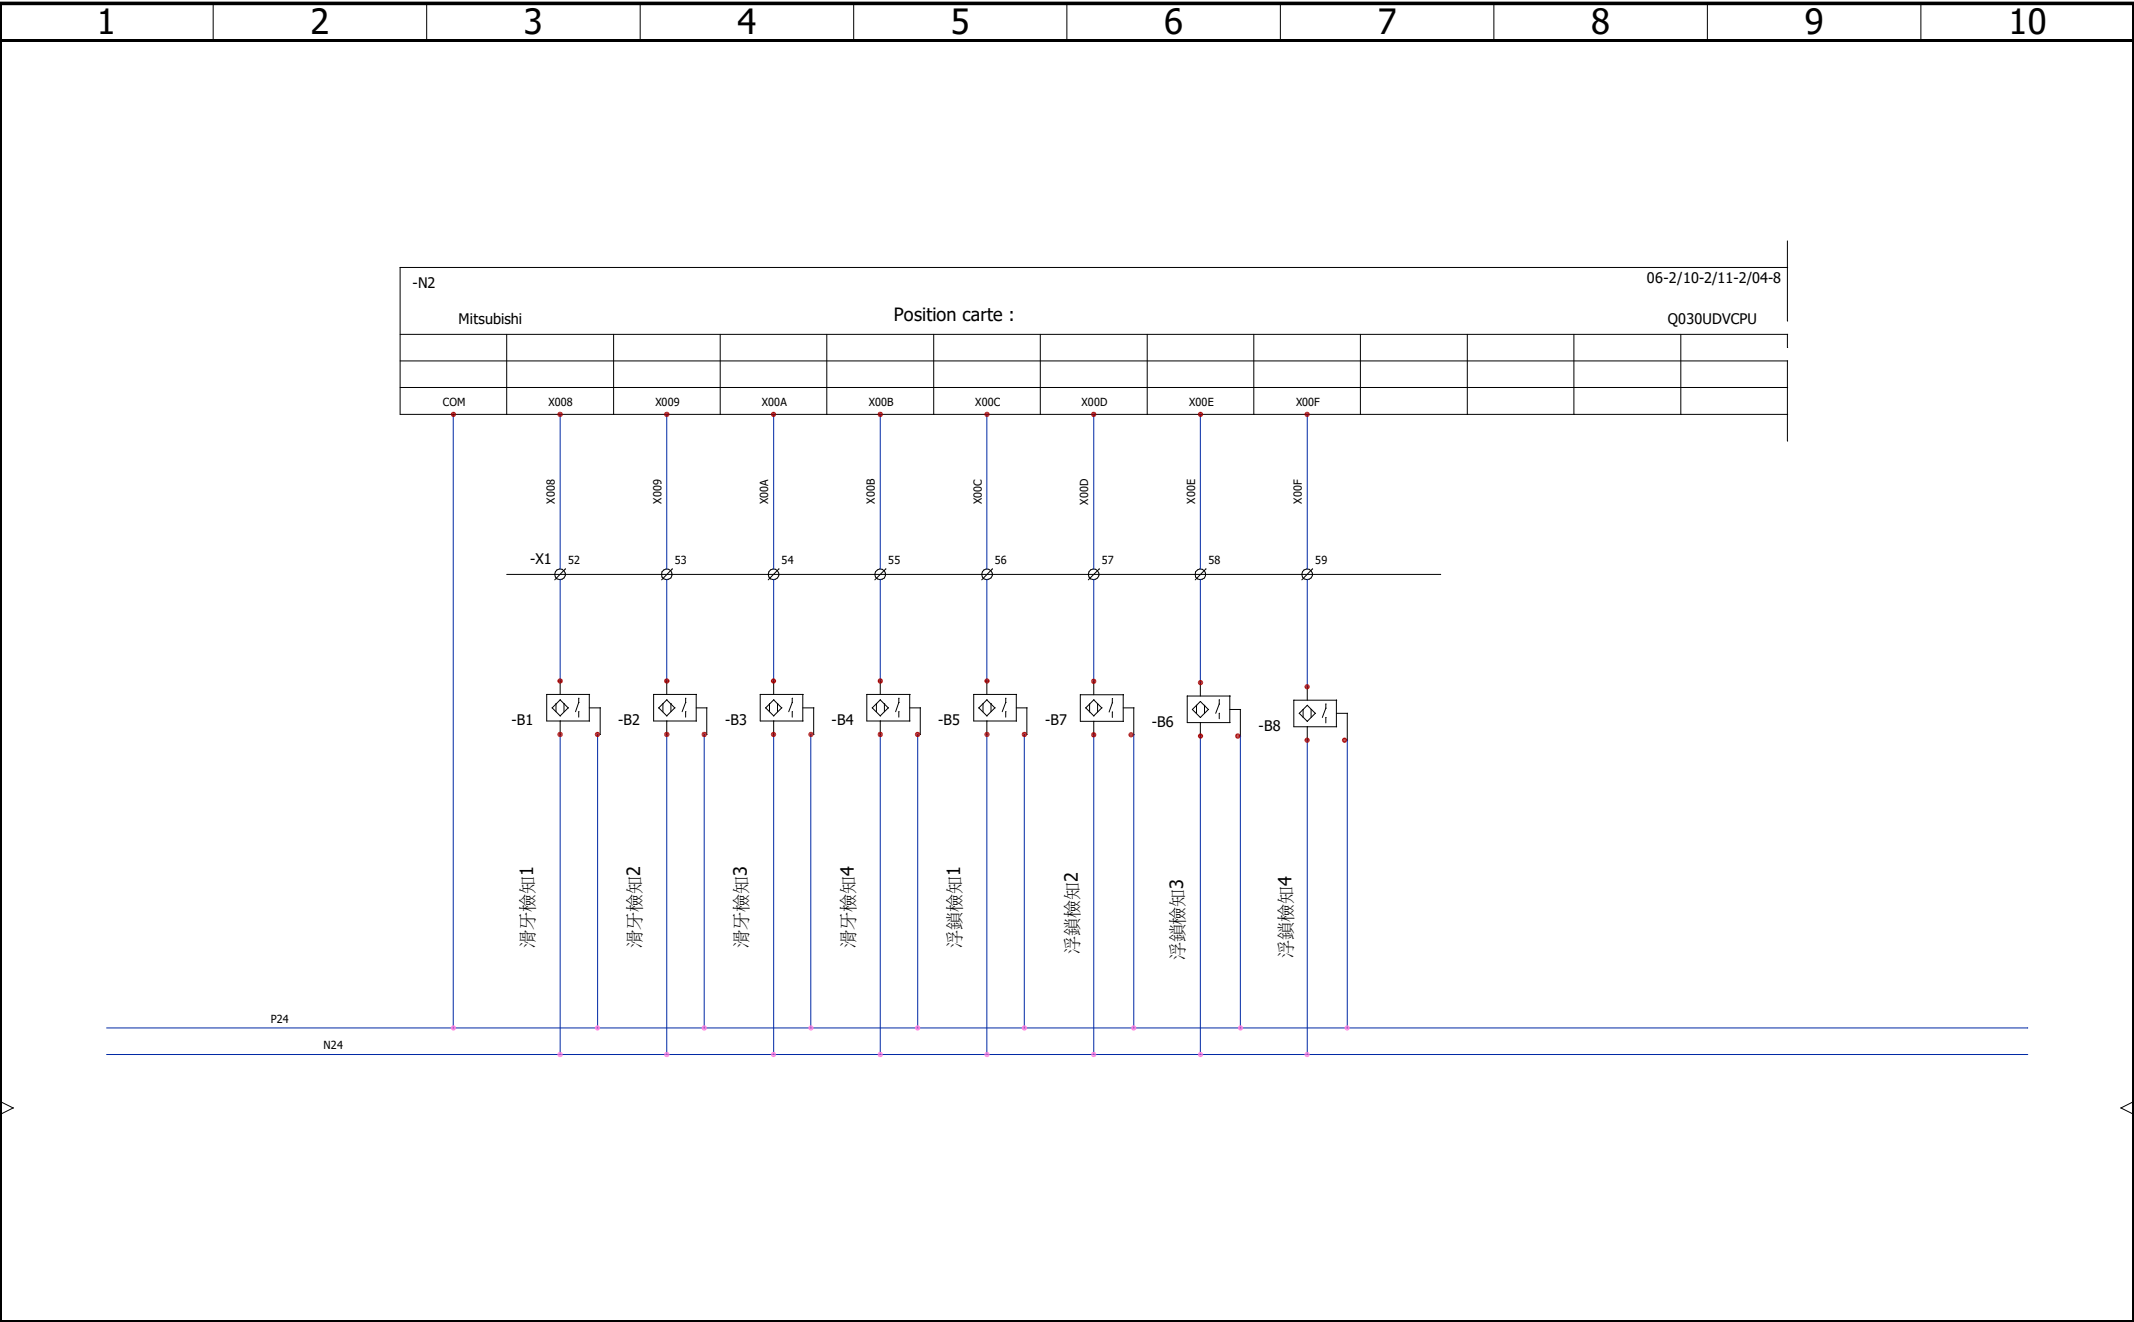 1 2 3 4 5 6 7 8 9 10
-N2 06-2/10-2/11-2/04-8
Mitsubishi Position carte : Q030UDVCPU
COM X008 X009 X00A X00B X00C X00D X00E X00F
X008 X009 X00A X00B X00C X00D X00E X00F
-X1 52 53 54 55 56 57 58 59
-B1 -B2 -B3 -B4 -B5 -B7 -B6 -B8
滑牙檢知1
滑牙檢知2
滑牙檢知3
滑牙檢知4
浮鎖檢知1
浮鎖檢知2
浮鎖檢知3
浮鎖檢知4
P24
N24